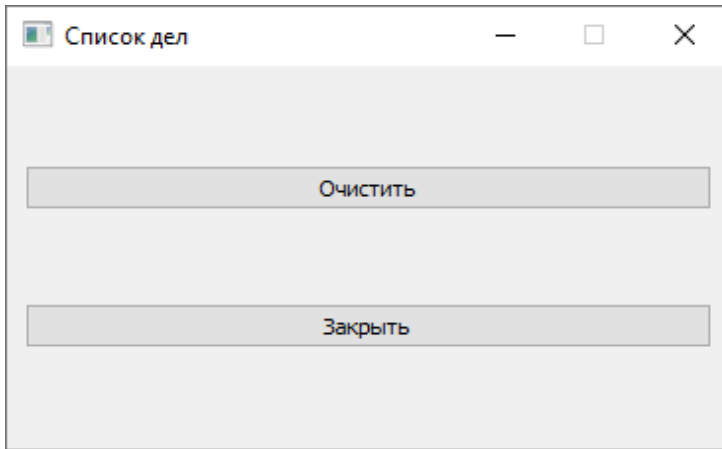 Список дел
Очистить
Закрыть